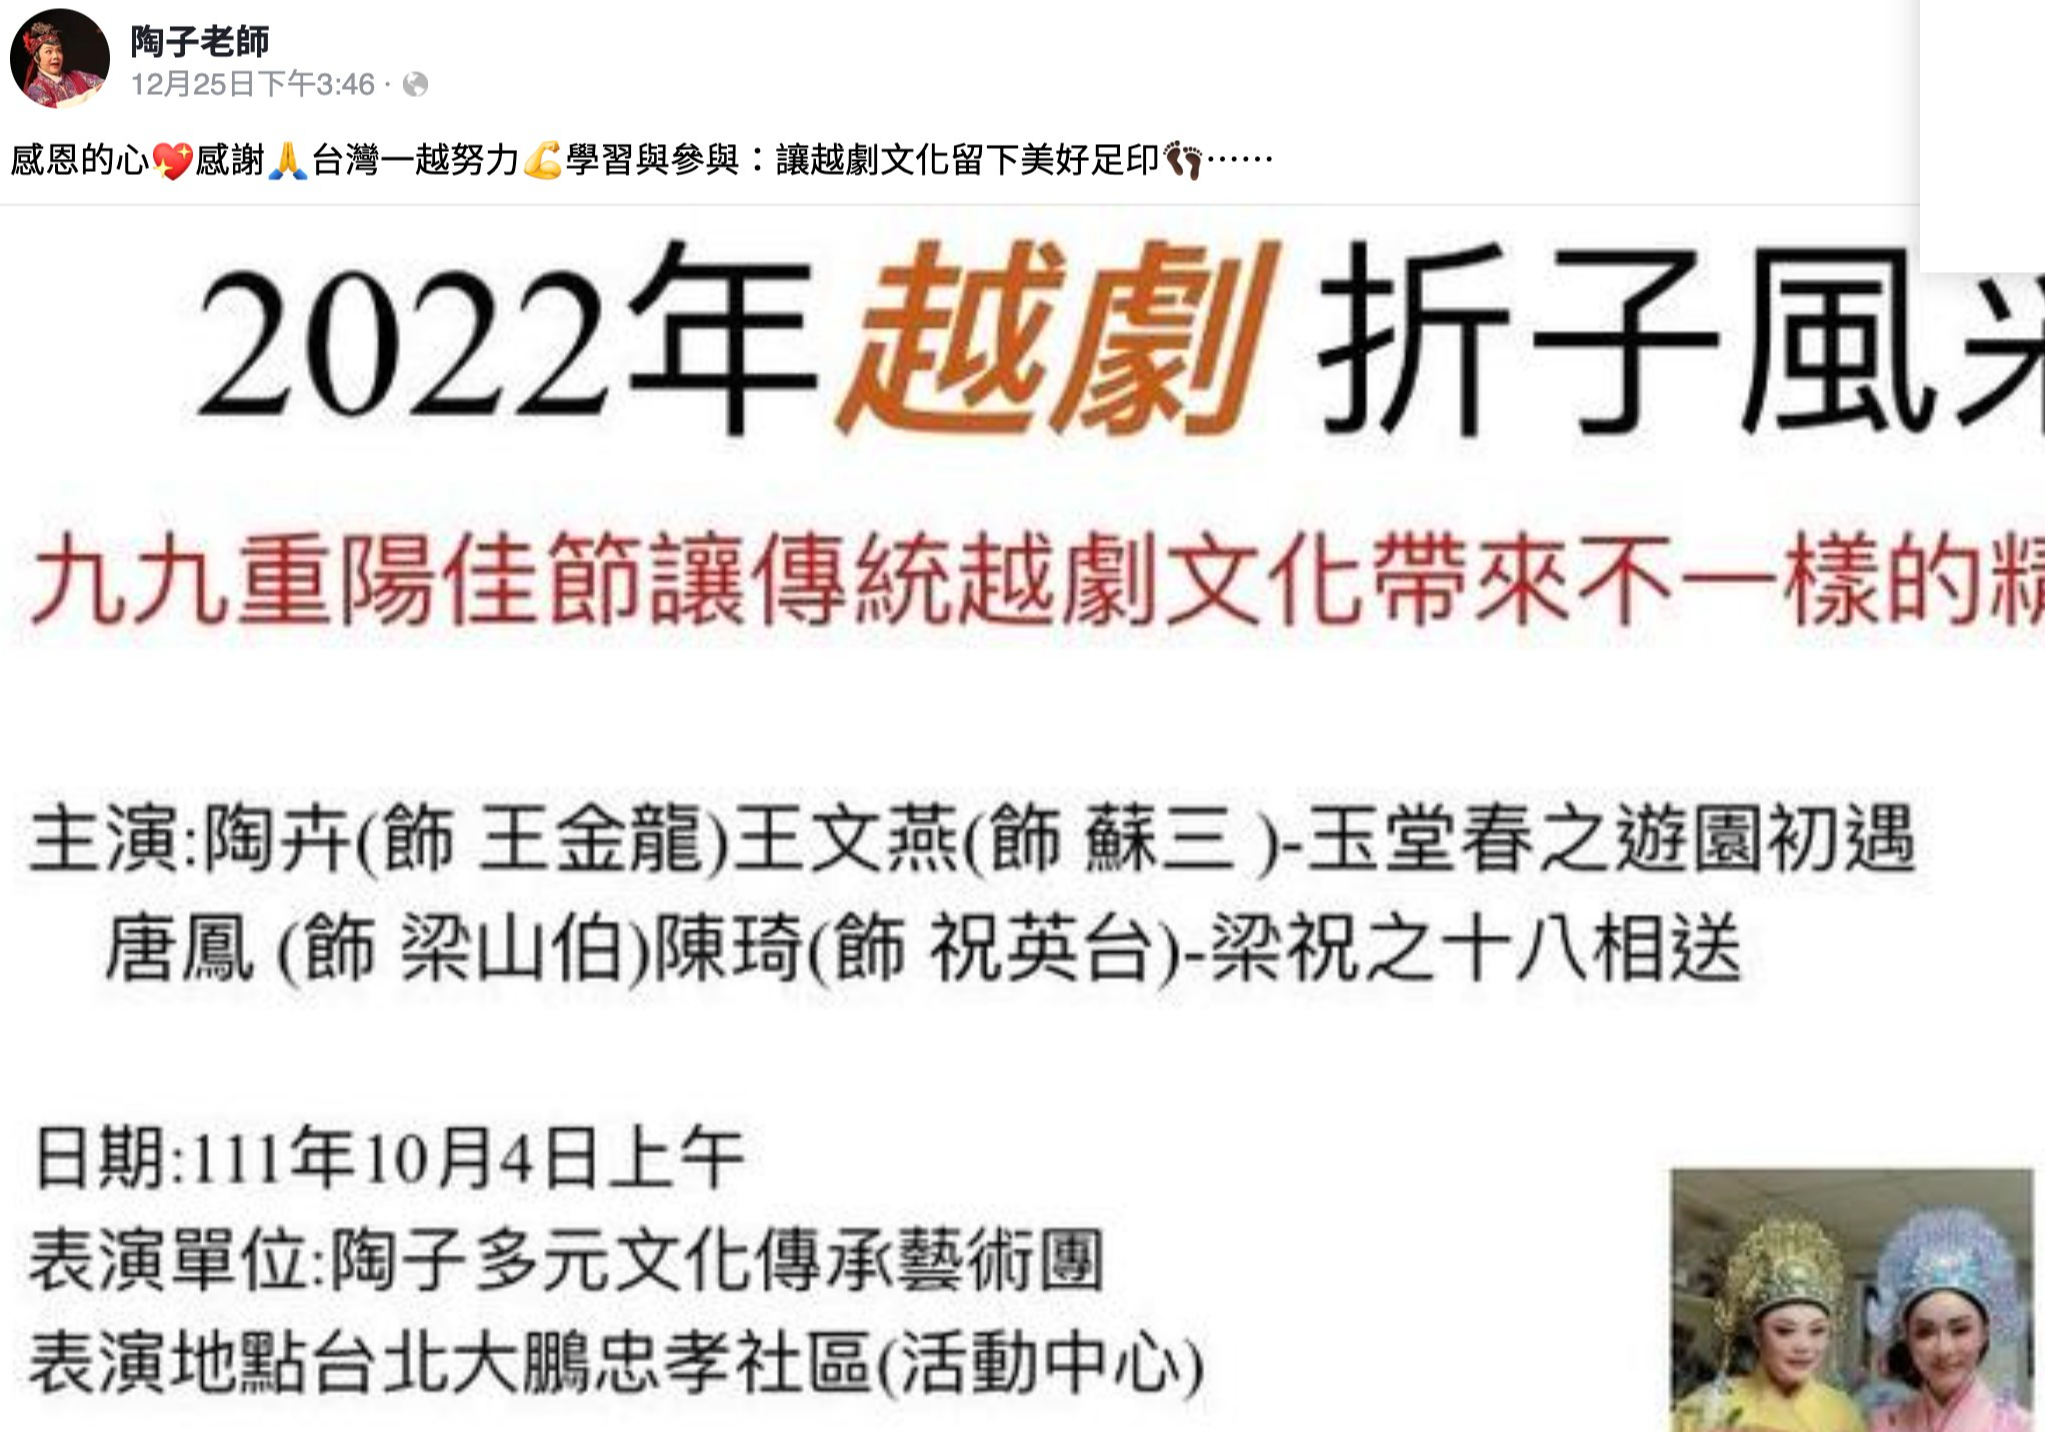 陶子老師
12月25日下午3:46 ·
感恩的心💖感謝🙏台灣一越努力💪學習與參與：讓越劇文化留下美好足印👣⋯⋯
2022年越劇 折子風采
九九重陽佳節讓傳統越劇文化帶來不一樣的精
主演:陶卉(飾 王金龍)王文燕(飾 蘇三 )-玉堂春之遊園初遇
唐鳳 (飾 梁山伯)陳琦(飾 祝英台)-梁祝之十八相送
日期:111年10月4日上午
表演單位:陶子多元文化傳承藝術團
表演地點台北大鵬忠孝社區(活動中心)